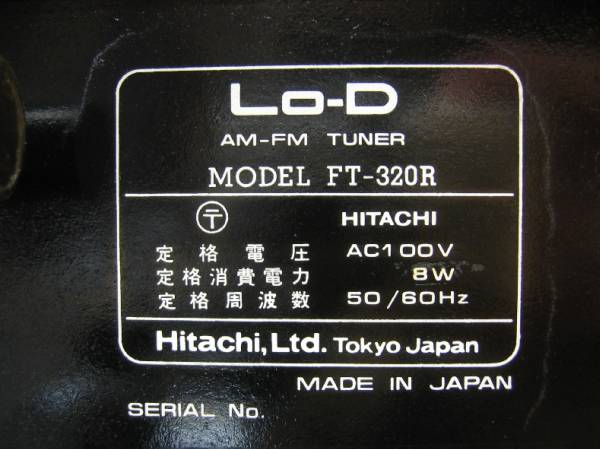 Lo-D
AM-FM TUNER
MODEL FT-320R
〒 HITACHI
定格電圧 AC100V
定格消費電力 8W
定格周波数 50/60Hz
Hitachi,Ltd. Tokyo Japan
MADE IN JAPAN
SERIAL No.